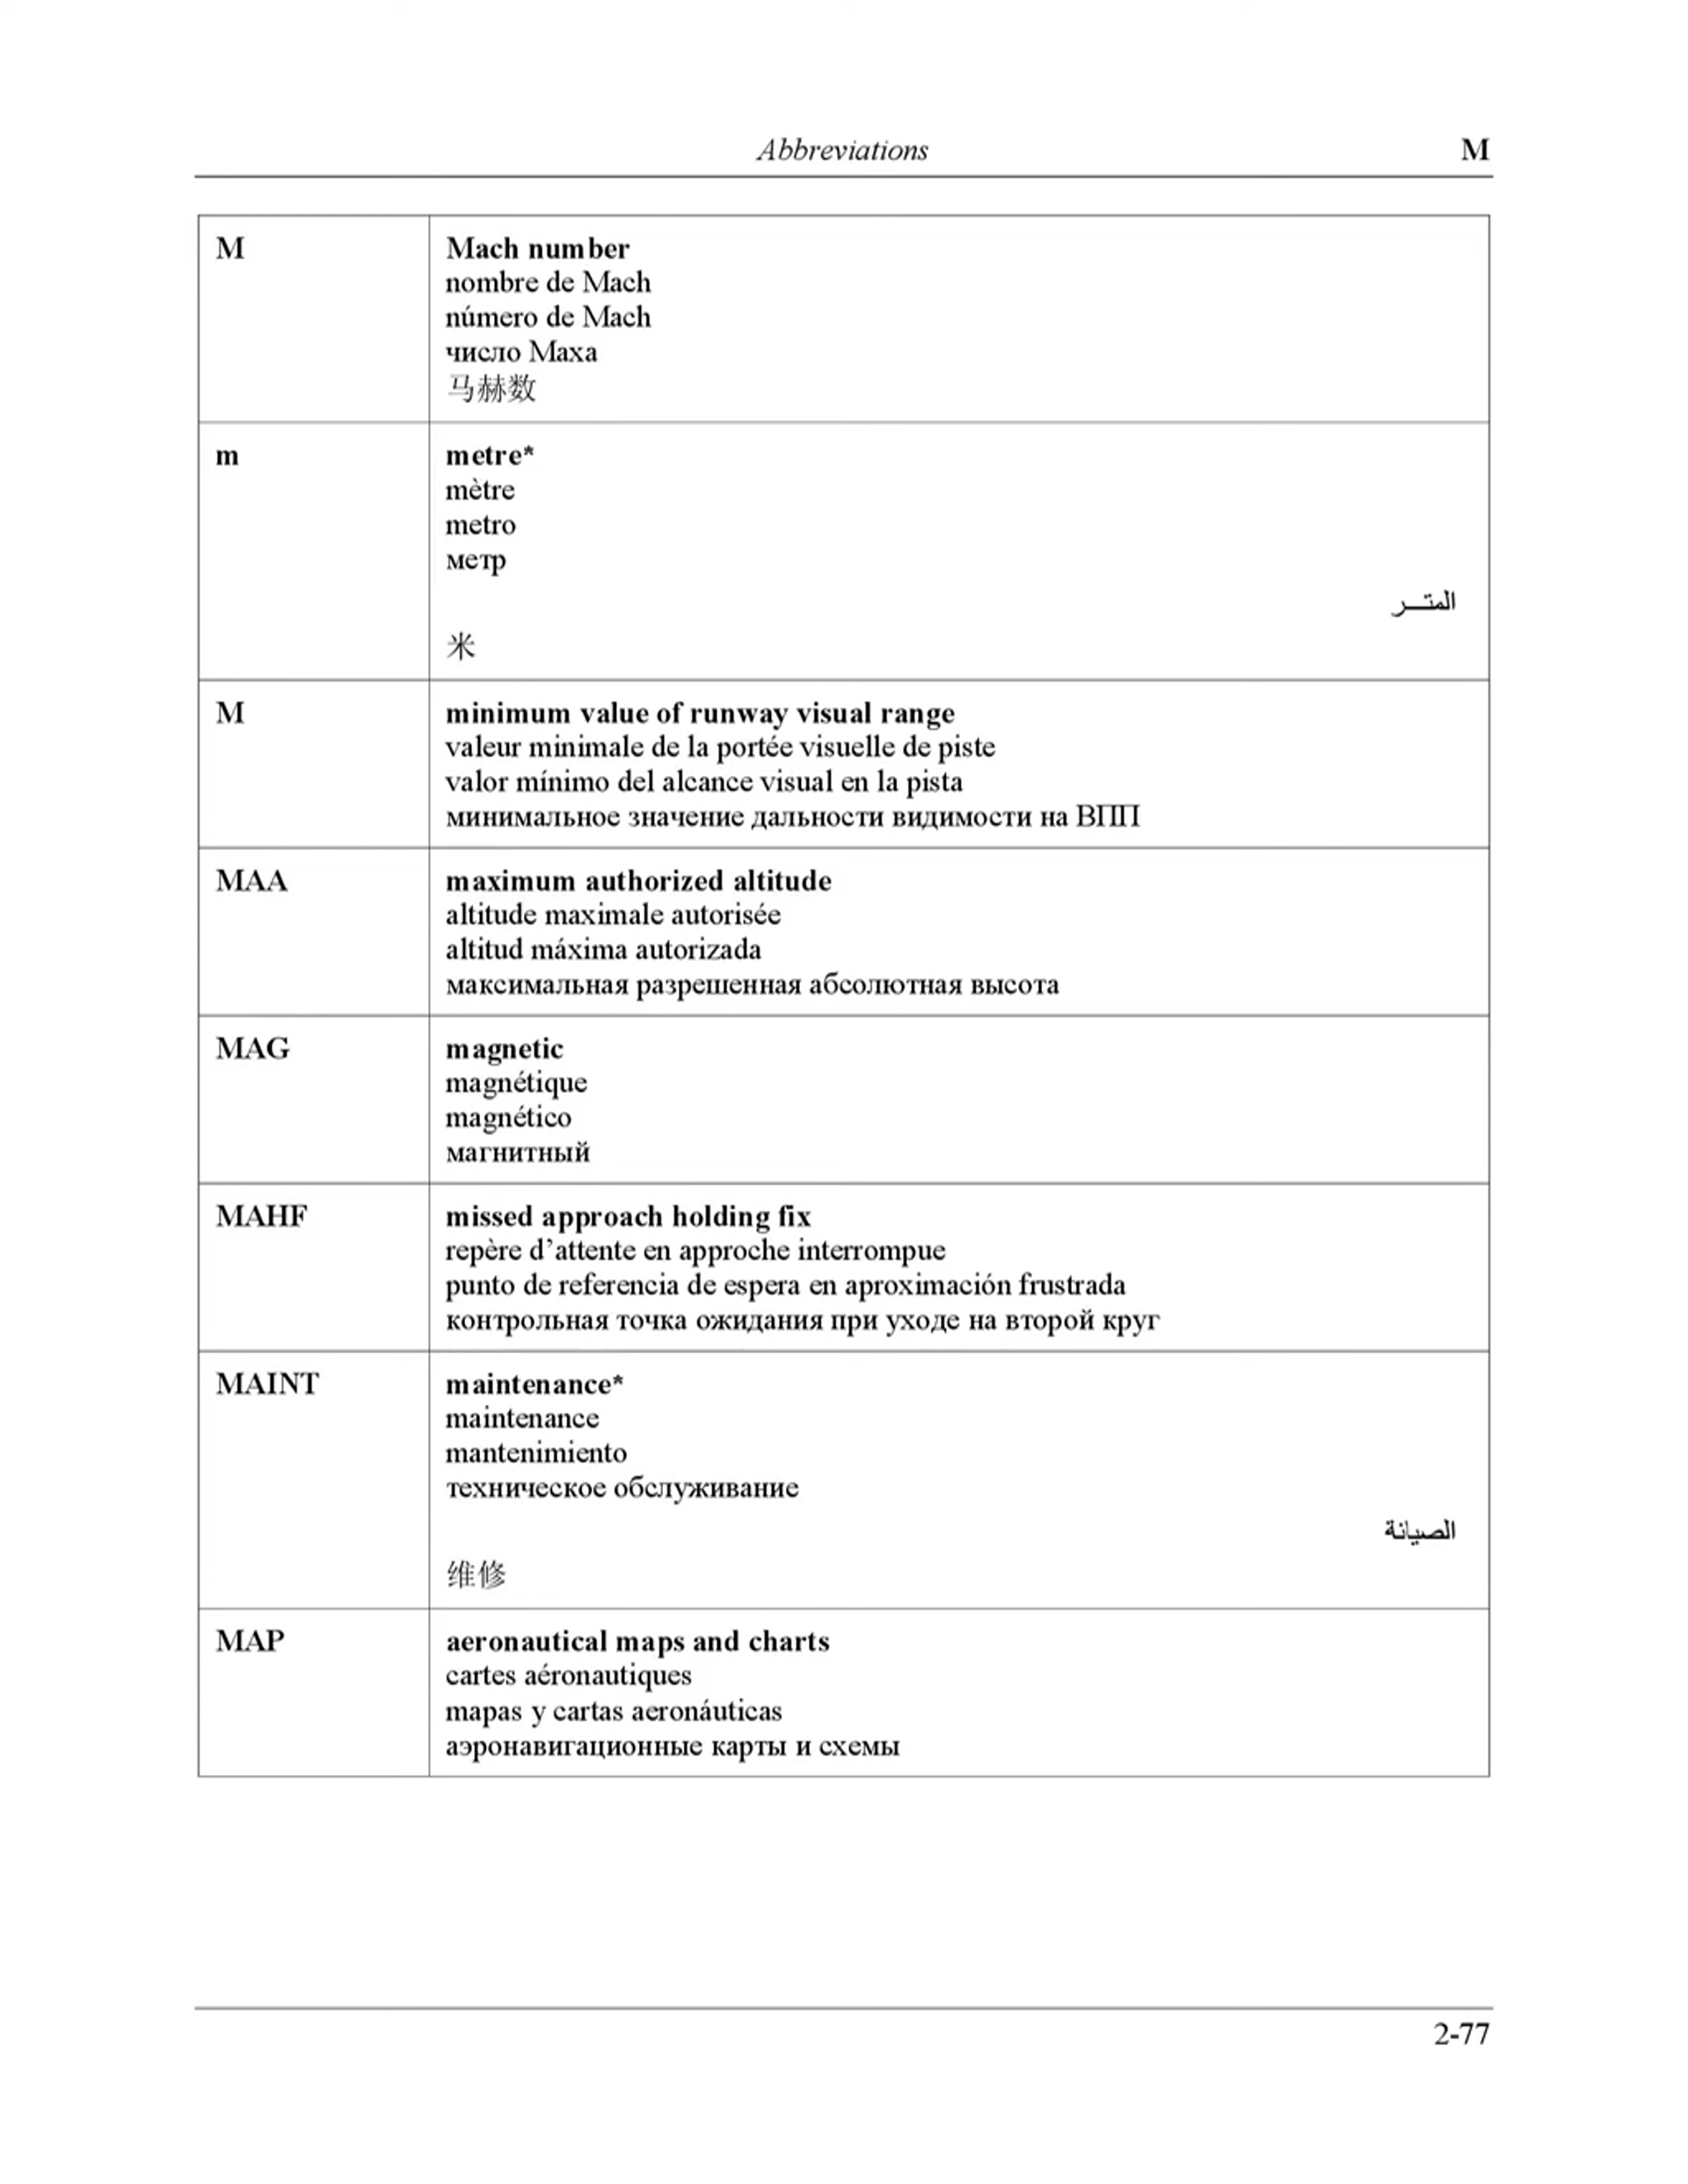 Abbreviations M
M Mach number
nombre de Mach
número de Mach
число Маха
马赫数
m metre*
mètre
metro
метр
المتـــر
米
M minimum value of runway visual range
valeur minimale de la portée visuelle de piste
valor mínimo del alcance visual en la pista
минимальное значение дальности видимости на ВПП
MAA maximum authorized altitude
altitude maximale autorisée
altitud máxima autorizada
максимальная разрешенная абсолютная высота
MAG magnetic
magnétique
magnético
магнитный
MAHF missed approach holding fix
repère d’attente en approche interrompue
punto de referencia de espera en aproximación frustrada
контрольная точка ожидания при уходе на второй круг
MAINT maintenance*
maintenance
mantenimiento
техническое обслуживание
الصيانة
维修
MAP aeronautical maps and charts
cartes aéronautiques
mapas y cartas aeronáuticas
аэронавигационные карты и схемы
2-77